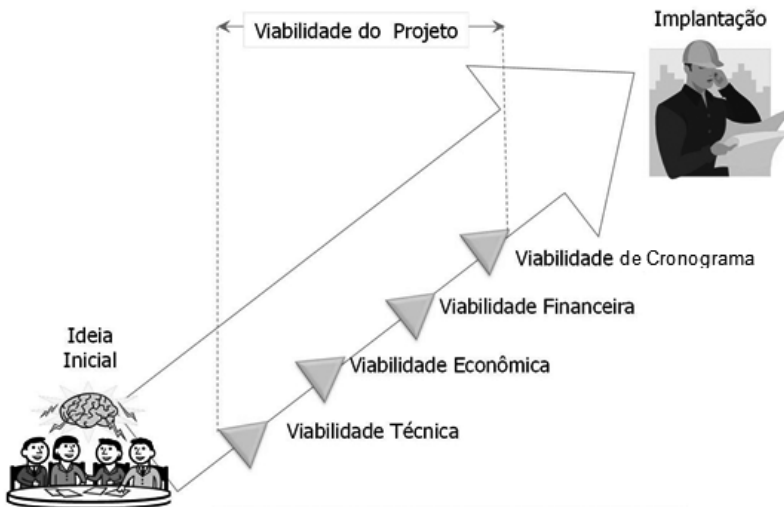 Viabilidade do Projeto
Implantação
Viabilidade de Cronograma
Viabilidade Financeira
Ideia
Inicial
Viabilidade Econômica
Viabilidade Técnica